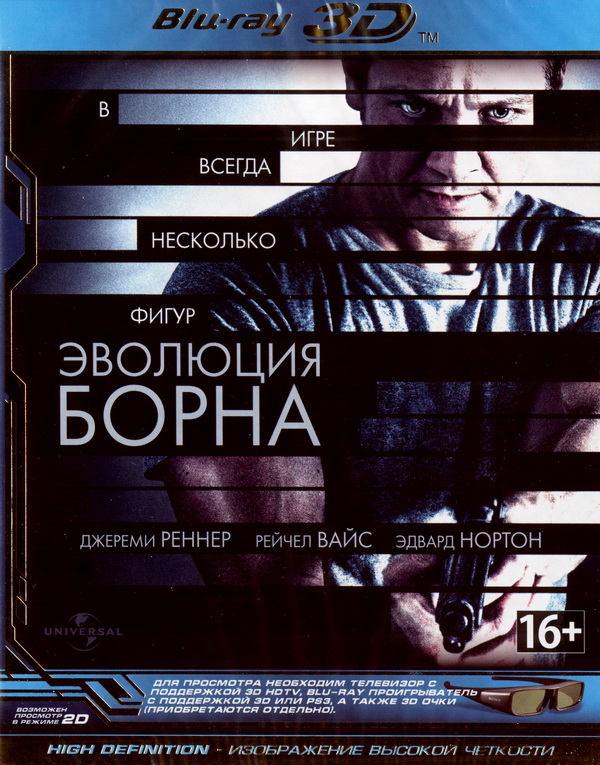 Blu-ray 3D™
В
ИГРЕ
ВСЕГДА
НЕСКОЛЬКО
ФИГУР
ЭВОЛЮЦИЯ
БОРНА
ДЖЕРЕМИ РЕННЕР РЕЙЧЕЛ ВАЙС ЭДВАРД НОРТОН
UNIVERSAL
16+
ДЛЯ ПРОСМОТРА НЕОБХОДИМ ТЕЛЕВИЗОР С
ПОДДЕРЖКОЙ 3D HDTV, BLU-RAY ПРОИГРЫВАТЕЛЬ
С ПОДДЕРЖКОЙ 3D ИЛИ PS3, А ТАКЖЕ 3D ОЧКИ
(ПРИОБРЕТАЮТСЯ ОТДЕЛЬНО).
ВОЗМОЖЕН
ПРОСМОТР
В РЕЖИМЕ 2D
HIGH DEFINITION - ИЗОБРАЖЕНИЕ ВЫСОКОЙ ЧЕТКОСТИ